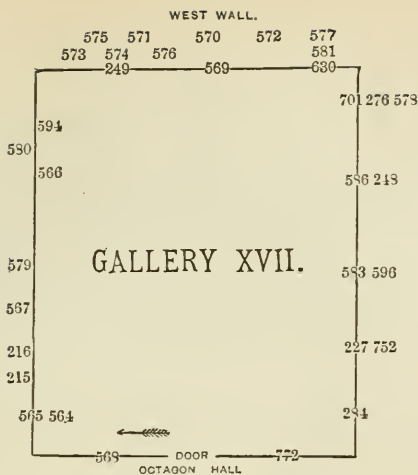 WEST WALL.
575 571 570 572 577
573 574 576 581
249 569 630
701 276 578
594
580
566
586 248
GALLERY XVII.
579
583 596
567
216
227 752
215
565 564
284
568 DOOR 772
OCTAGON HALL